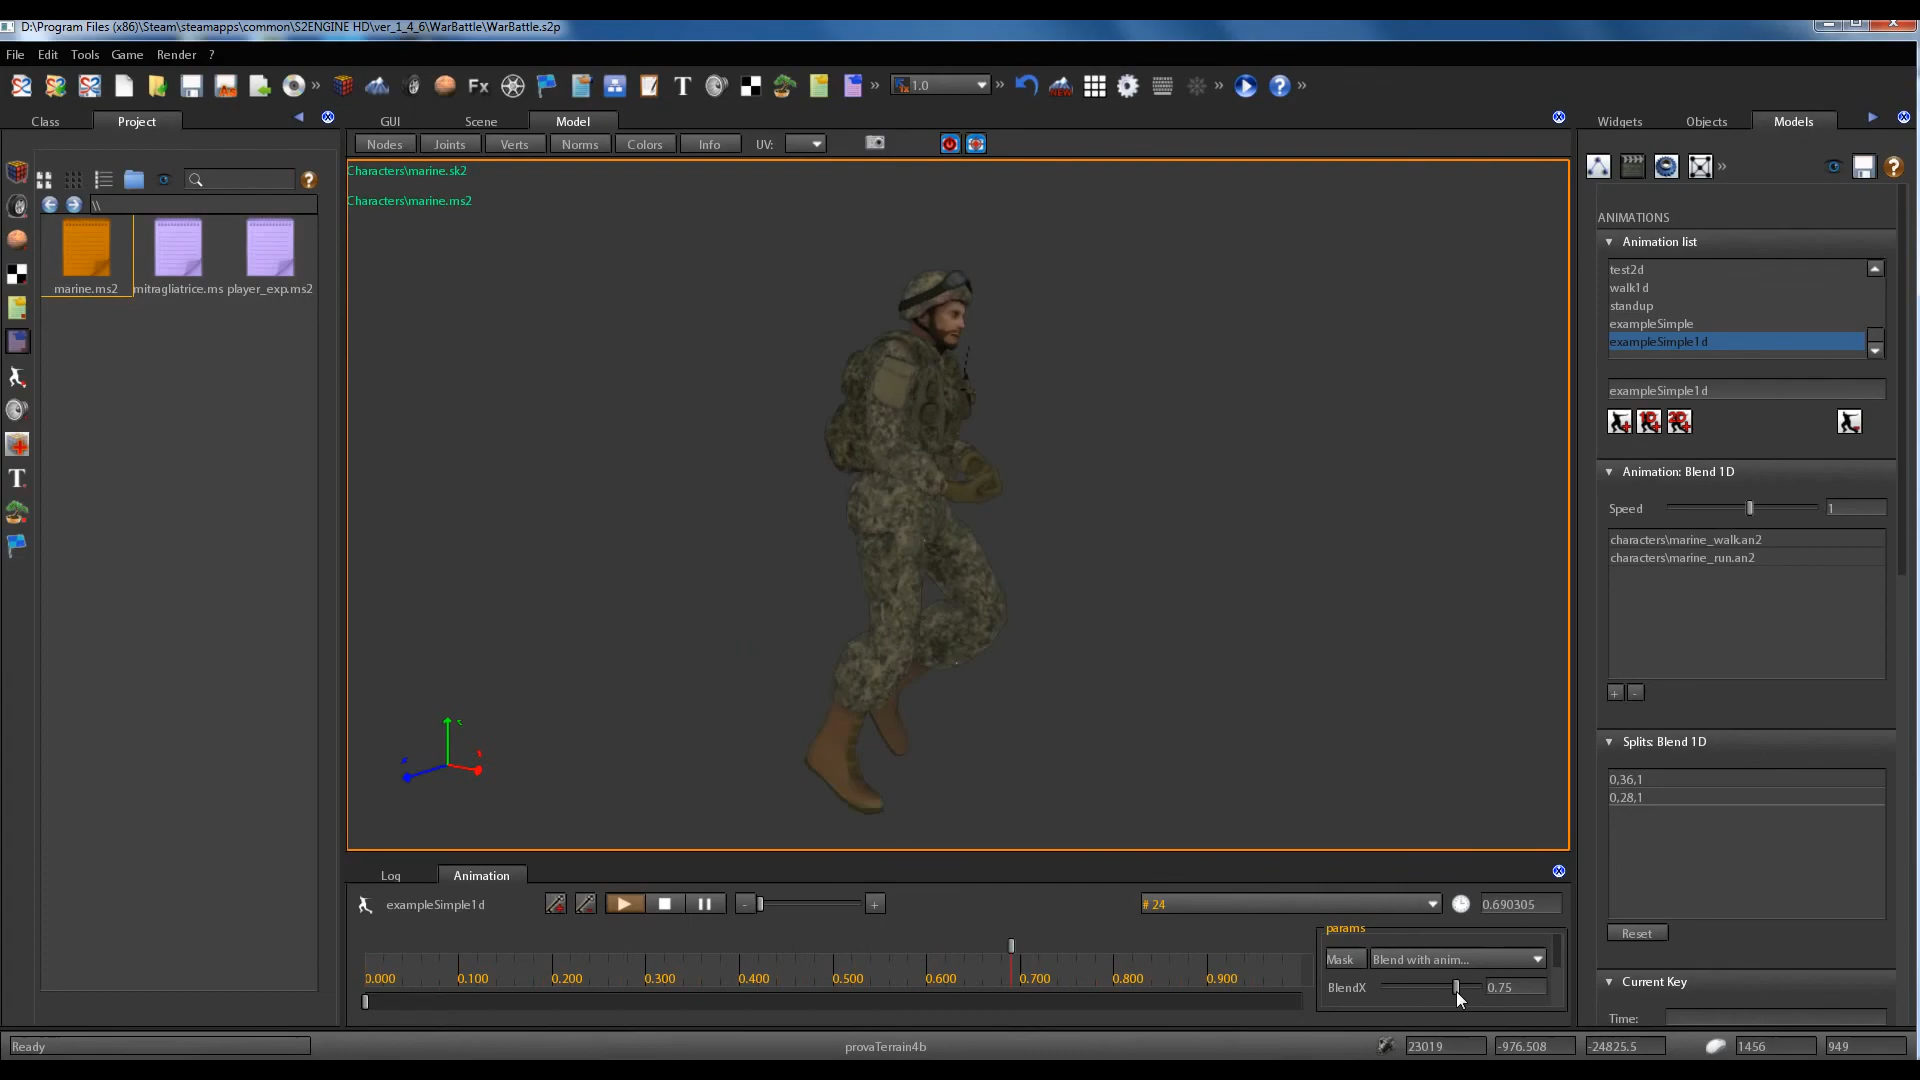 D:\Program Files (x86)\Steam\steamapps\common\S2ENGINE HD\ver_1_4_6\WarBattle\WarBattle.s2p
File Edit Tools Game Render ?
Fx T 1.0
Class Project
GUI Scene Model
Widgets Objects Models
Nodes Joints Verts Norms Colors Info UV:
\\
marine.ms2 mitragliatrice.ms player_exp.ms2
Characters\marine.sk2
Characters\marine.ms2
ANIMATIONS
Animation list
test2d
walk1d
standup
exampleSimple
exampleSimple1d
exampleSimple1d
1D 2D
Animation: Blend 1D
Speed 1
characters\marine_walk.an2
characters\marine_run.an2
+ -
Splits: Blend 1D
0,36,1
0,28,1
Reset
Current Key
Time:
Log Animation
exampleSimple1d - + # 24 0.690305
params
Mask Blend with anim...
BlendX 0.75
0.000 0.100 0.200 0.300 0.400 0.500 0.600 0.700 0.800 0.900
Ready provaTerrain4b 23019 -976.508 -24825.5 1456 949